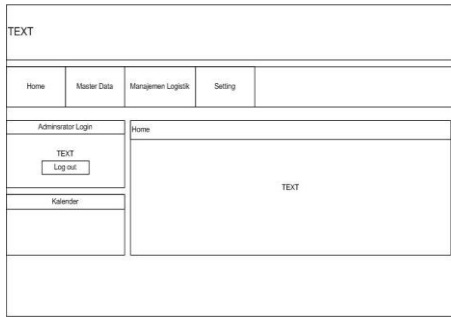 TEXT
Home Master Data Manajemen Logistik Setting
Adminsrator Login
TEXT
Log out
Kalender
Home
TEXT